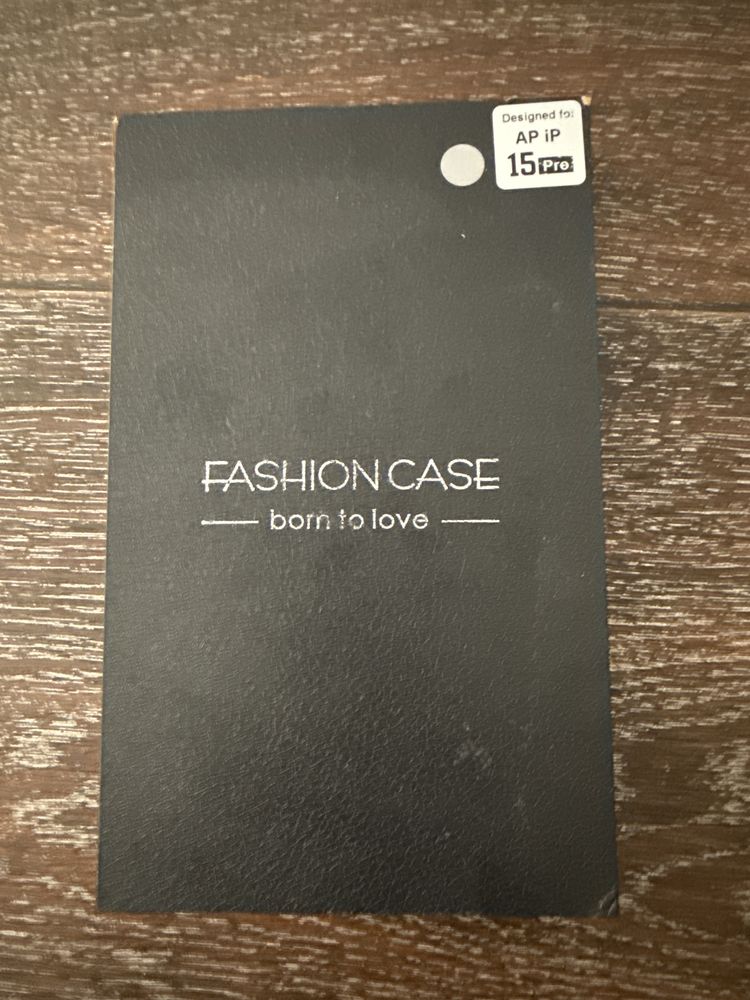 Designed for:
AP iP
15 Pro
FASHION CASE
born to love